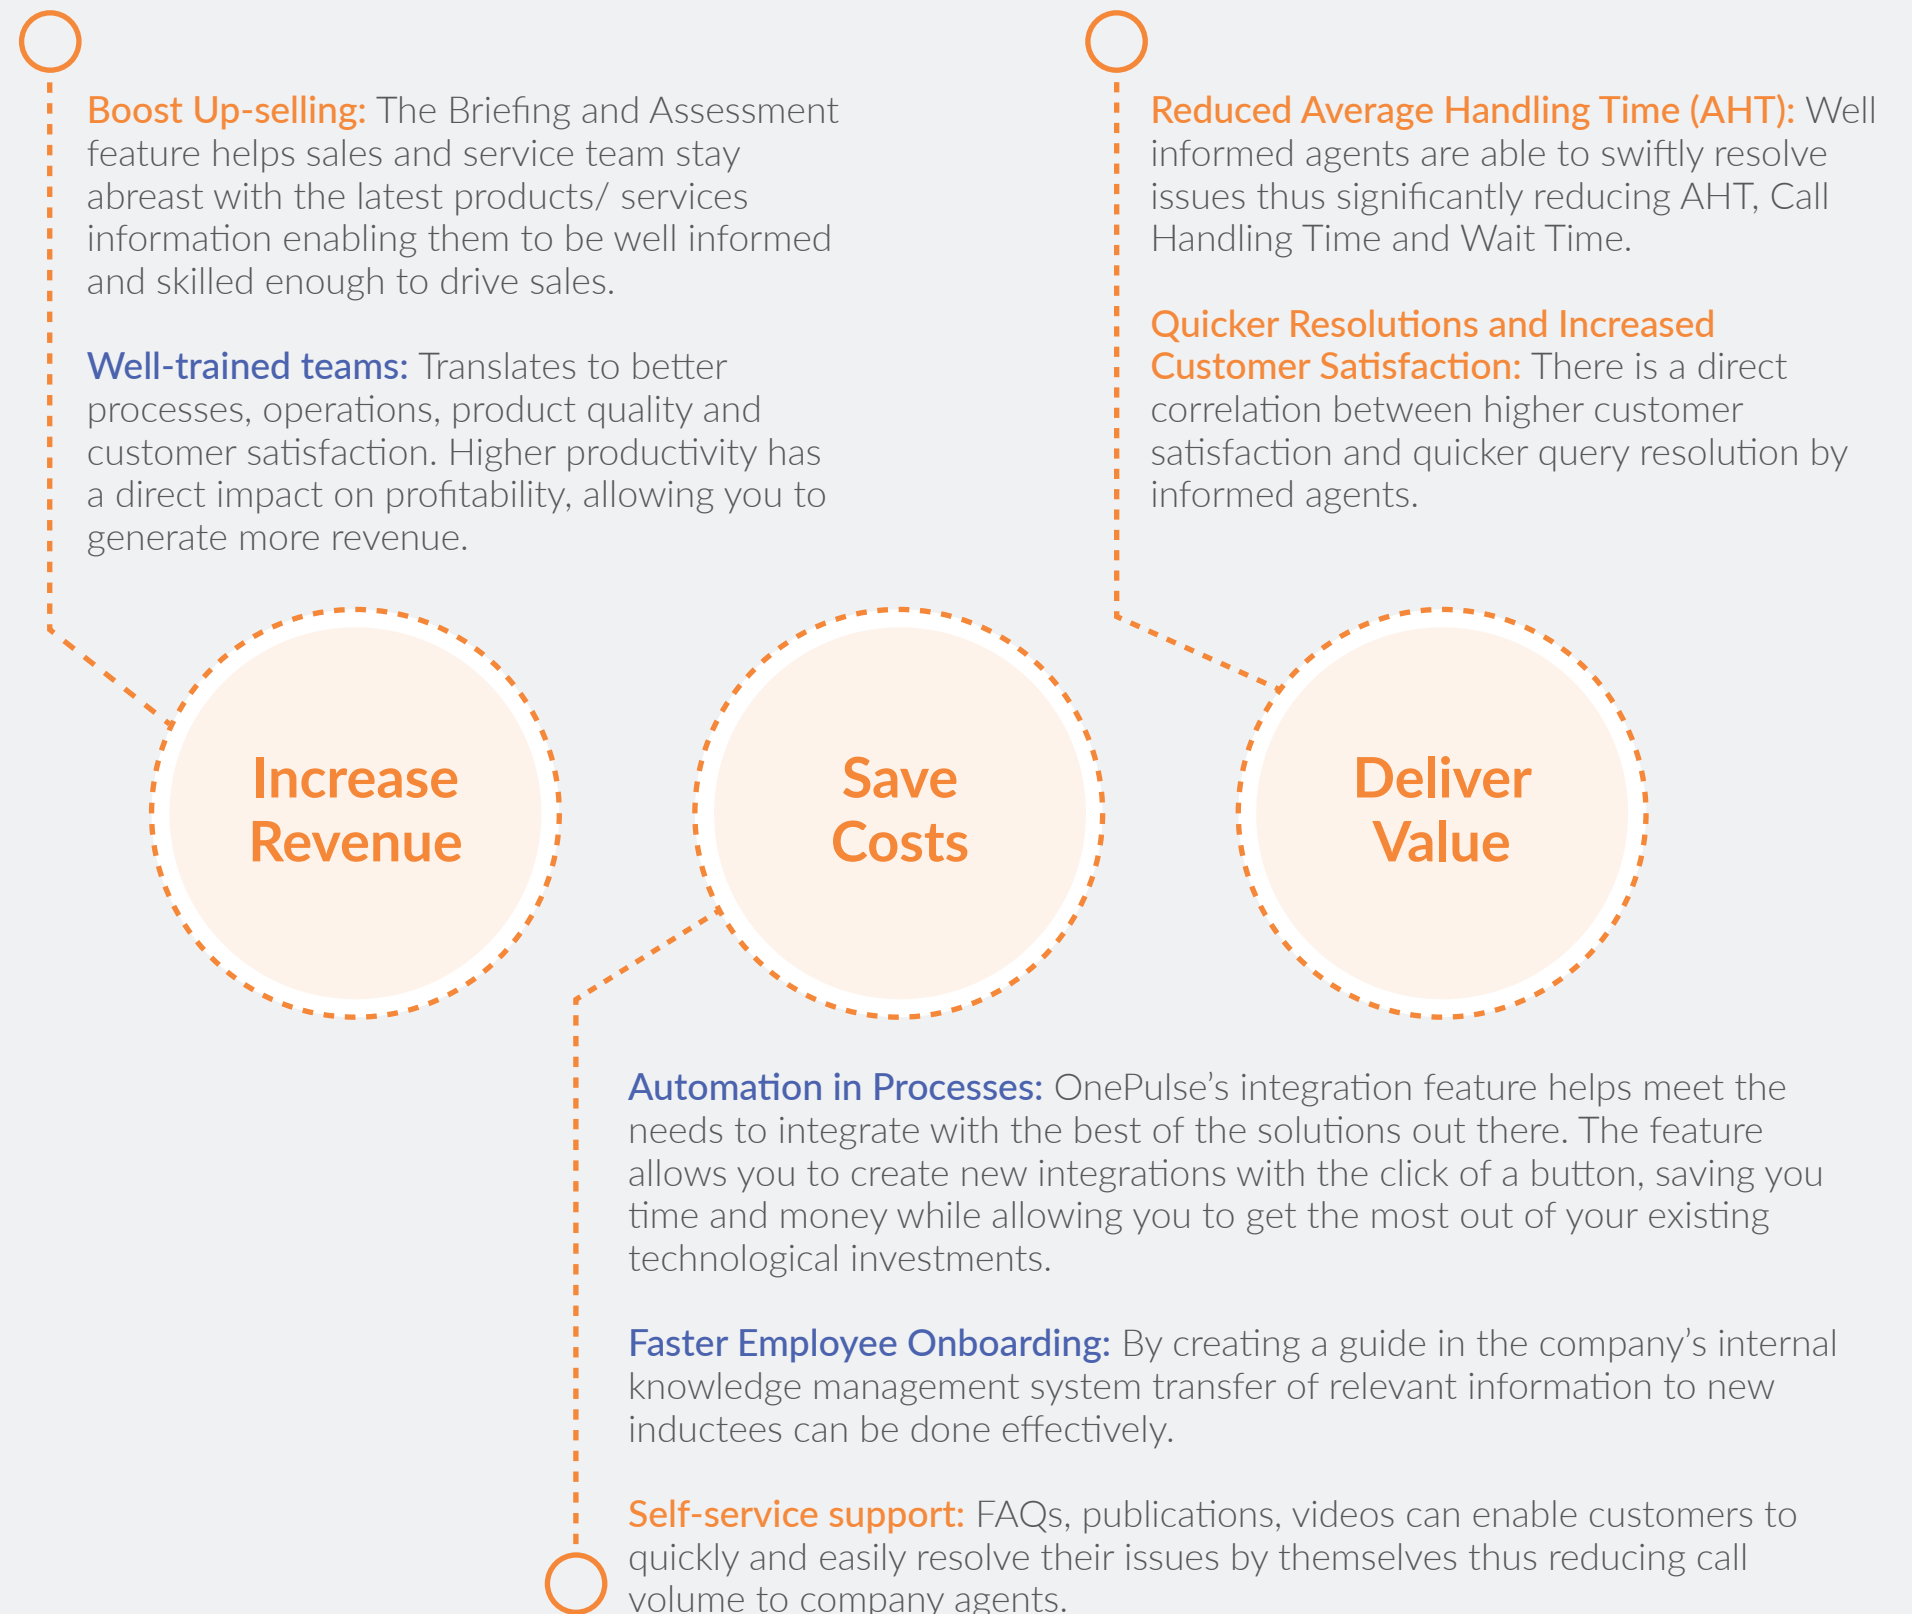 Boost Up-selling: The Briefing and Assessment
feature helps sales and service team stay
abreast with the latest products/ services
information enabling them to be well informed
and skilled enough to drive sales.
Well-trained teams: Translates to better
processes, operations, product quality and
customer satisfaction. Higher productivity has
a direct impact on profitability, allowing you to
generate more revenue.
Reduced Average Handling Time (AHT): Well
informed agents are able to swiftly resolve
issues thus significantly reducing AHT, Call
Handling Time and Wait Time.
Quicker Resolutions and Increased
Customer Satisfaction: There is a direct
correlation between higher customer
satisfaction and quicker query resolution by
informed agents.
Increase
Revenue
Save
Costs
Deliver
Value
Automation in Processes: OnePulse’s integration feature helps meet the
needs to integrate with the best of the solutions out there. The feature
allows you to create new integrations with the click of a button, saving you
time and money while allowing you to get the most out of your existing
technological investments.
Faster Employee Onboarding: By creating a guide in the company’s internal
knowledge management system transfer of relevant information to new
inductees can be done effectively.
Self-service support: FAQs, publications, videos can enable customers to
quickly and easily resolve their issues by themselves thus reducing call
volume to company agents.